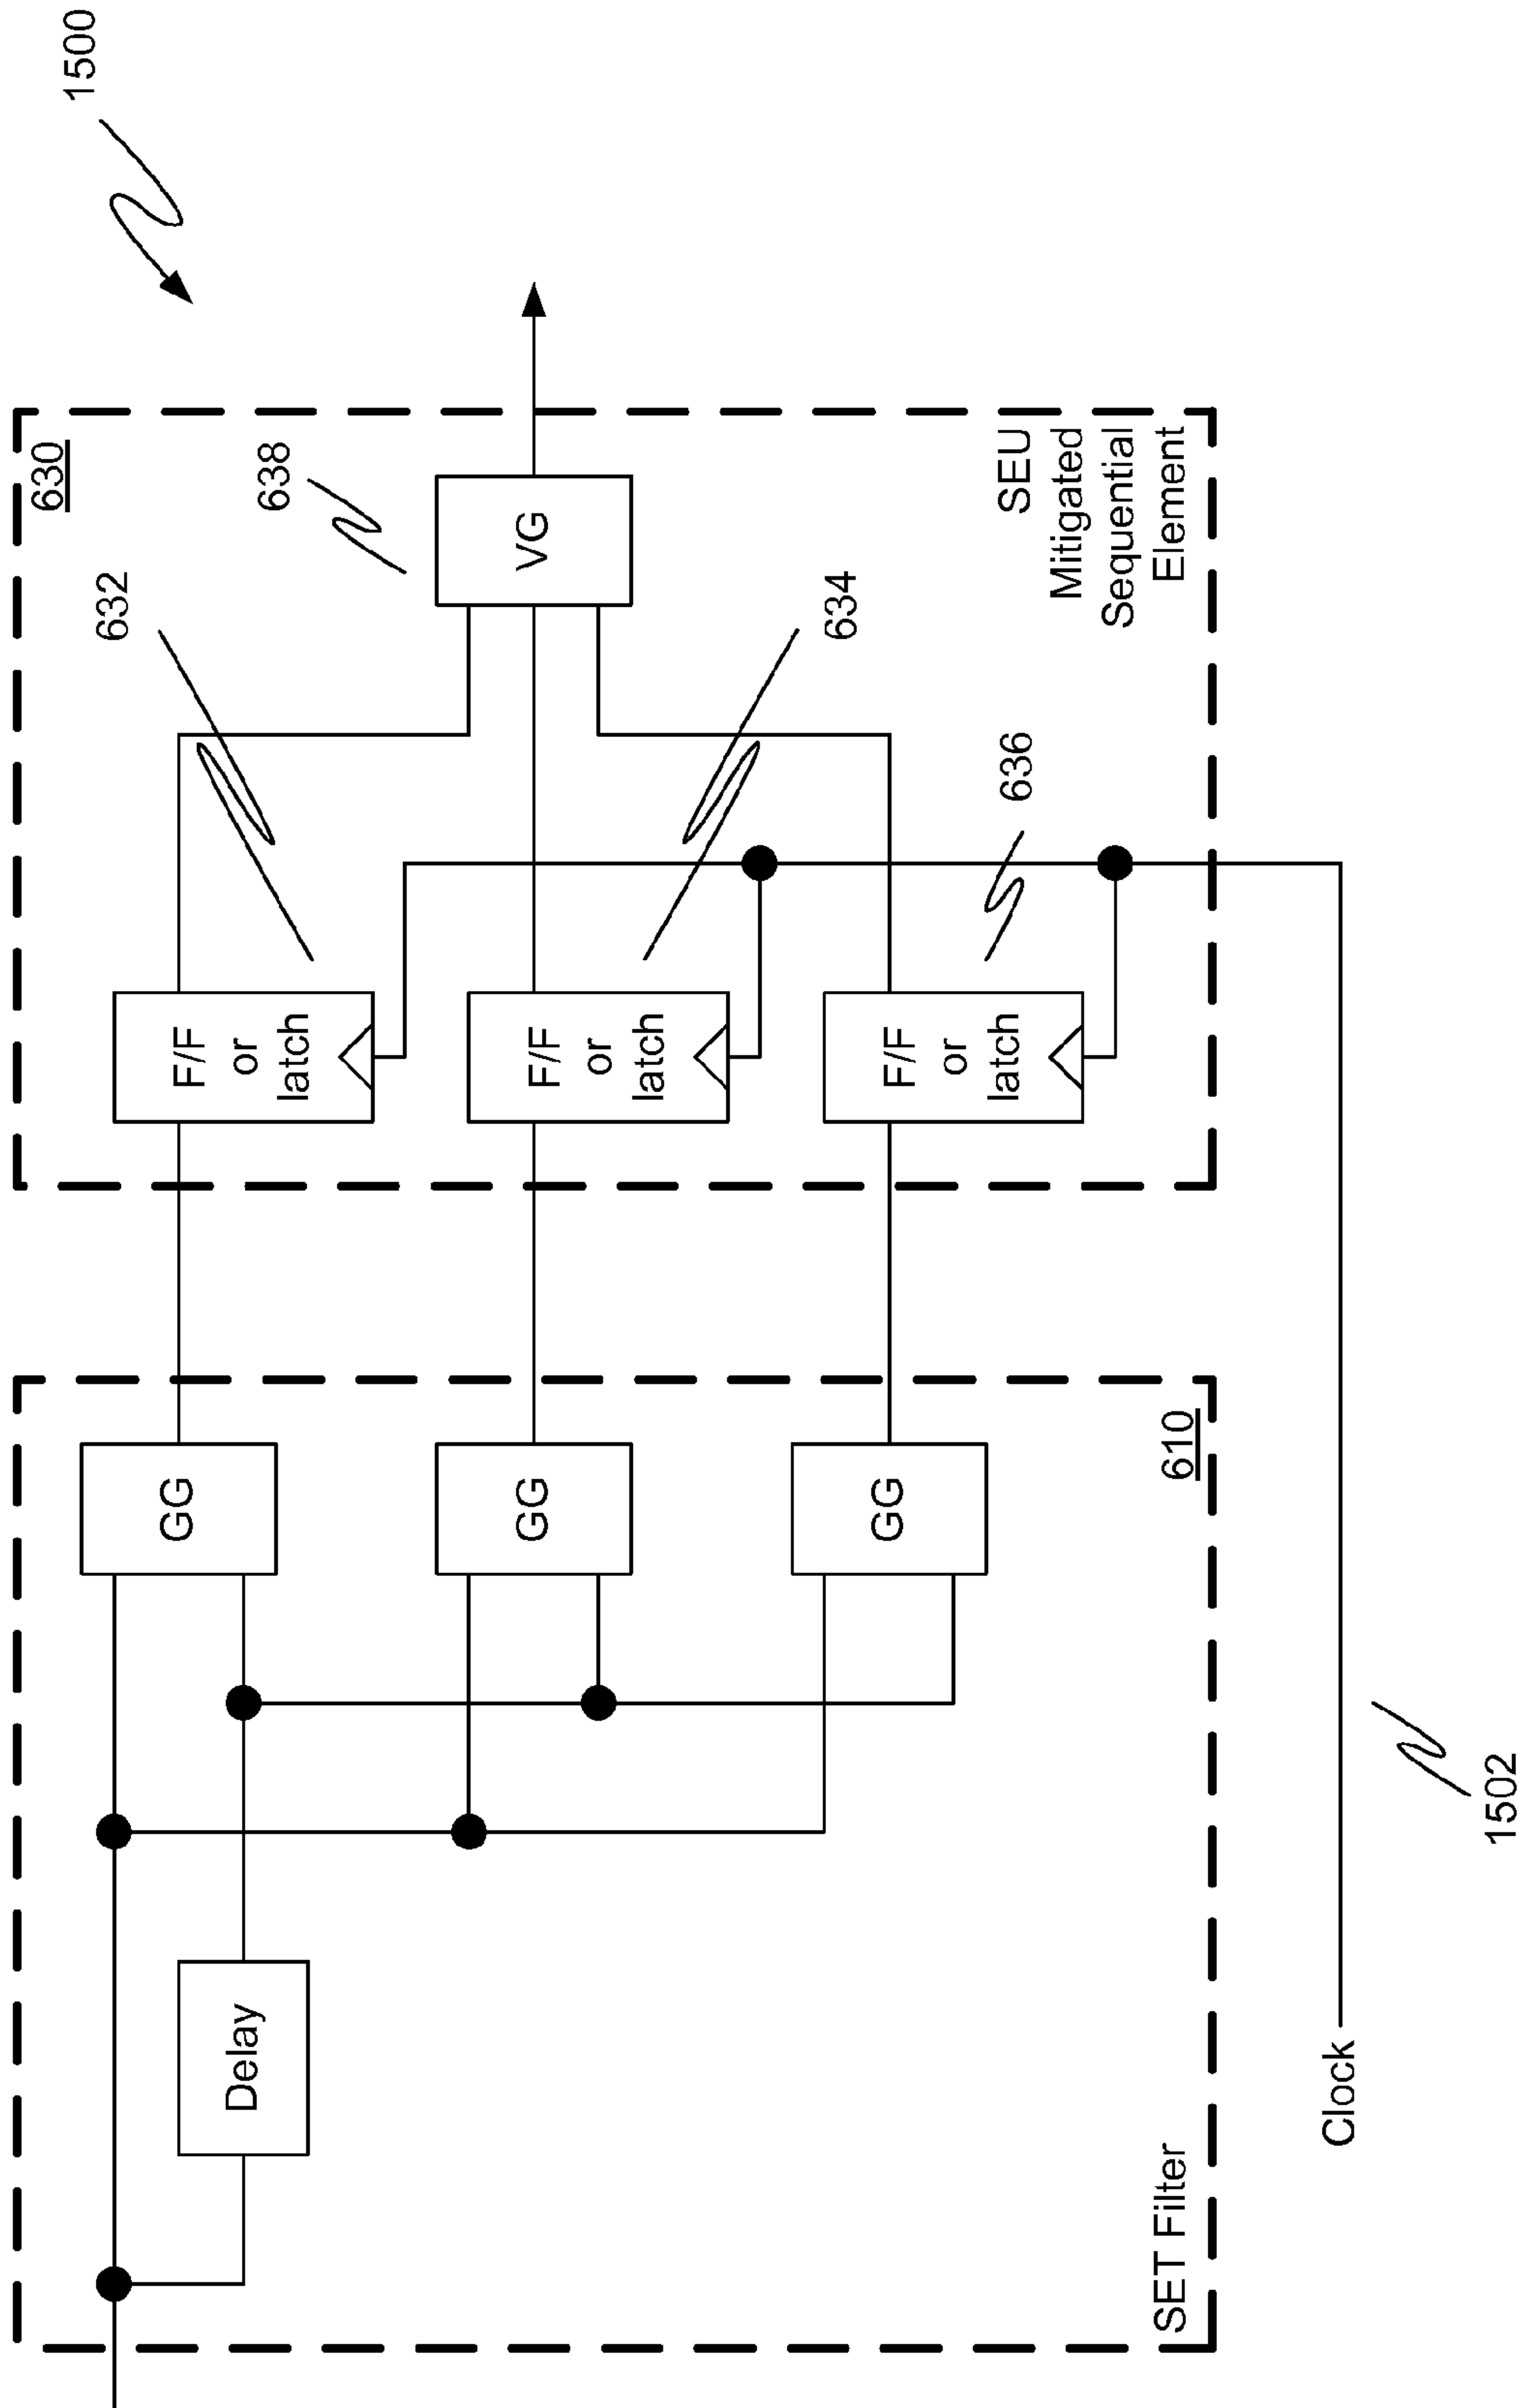 1500
630
638
VG
632
634
636
F/F
or
latch
F/F
or
latch
F/F
or
latch
SEU
Mitigated
Sequential
Element
GG
GG
GG
610
Delay
SET Filter
Clock
1502